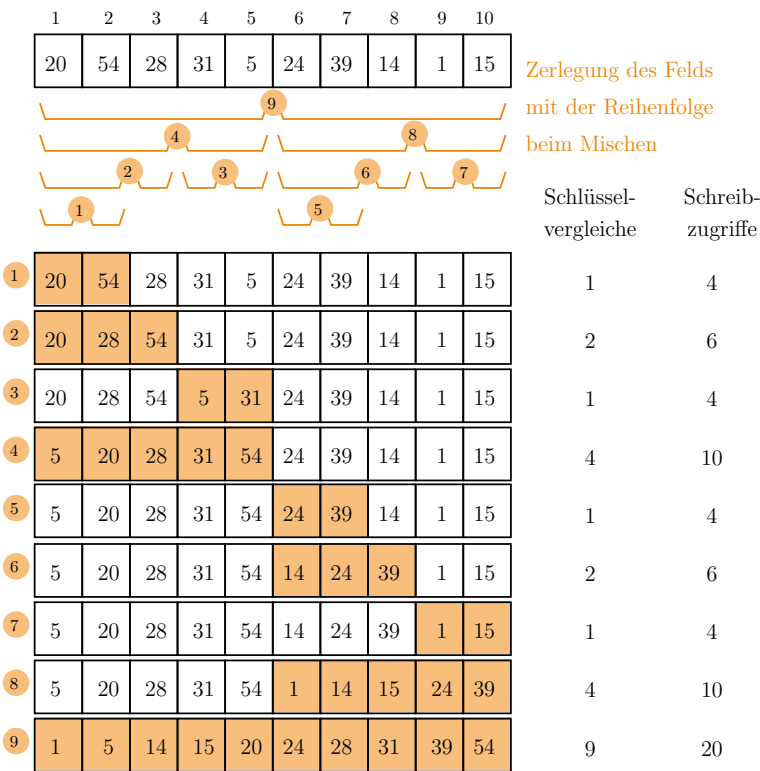 1 2 3 4 5 6 7 8 9 10
20 54 28 31 5 24 39 14 1 15
Zerlegung des Felds
mit der Reihenfolge
beim Mischen
9
4 8
2 3 6 7
1 5
Schlüssel-
vergleiche
Schreib-
zugriffe
1 20 54 28 31 5 24 39 14 1 15 1 4
2 20 28 54 31 5 24 39 14 1 15 2 6
3 20 28 54 5 31 24 39 14 1 15 1 4
4 5 20 28 31 54 24 39 14 1 15 4 10
5 5 20 28 31 54 24 39 14 1 15 1 4
6 5 20 28 31 54 14 24 39 1 15 2 6
7 5 20 28 31 54 14 24 39 1 15 1 4
8 5 20 28 31 54 1 14 15 24 39 4 10
9 1 5 14 15 20 24 28 31 39 54 9 20